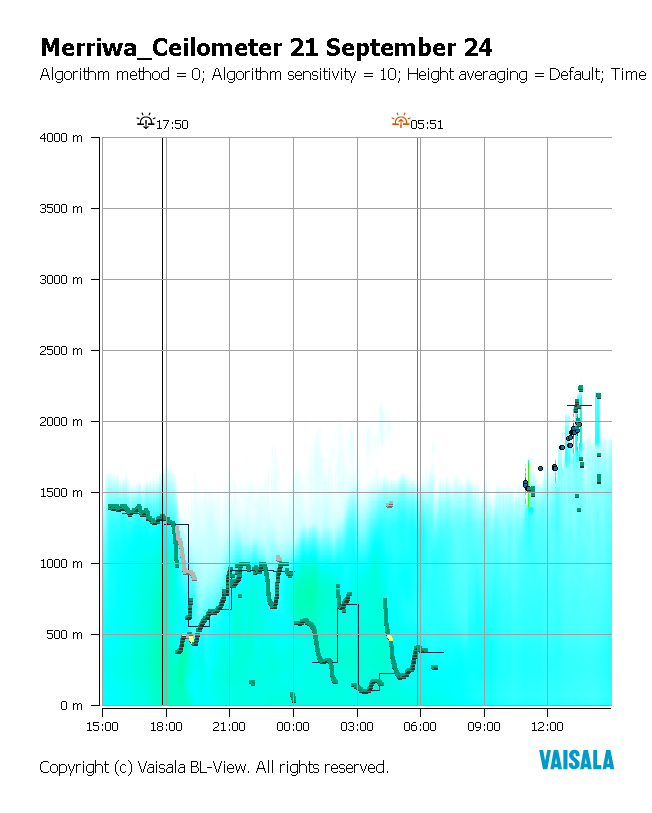 Merriwa_Ceilometer 21 September 24
Algorithm method = 0; Algorithm sensitivity = 10; Height averaging = Default; Time
17:50
05:51
4000 m
3500 m
3000 m
2500 m
2000 m
1500 m
1000 m
500 m
0 m
15:00 18:00 21:00 00:00 03:00 06:00 09:00 12:00
VAISALA
Copyright (c) Vaisala BL-View. All rights reserved.